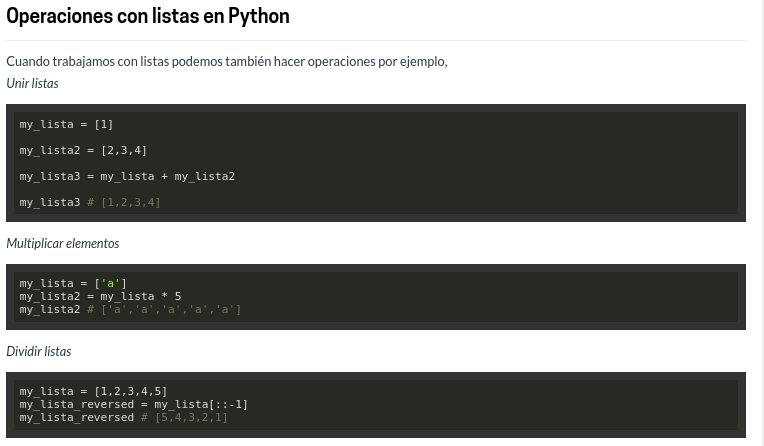 Operaciones con listas en Python
Cuando trabajamos con listas podemos también hacer operaciones por ejemplo,
Unir listas
my_lista = [1]
my_lista2 = [2,3,4]
my_lista3 = my_lista + my_lista2
my_lista3 # [1,2,3,4]
Multiplicar elementos
my_lista = ['a']
my_lista2 = my_lista * 5
my_lista2 # ['a','a','a','a','a']
Dividir listas
my_lista = [1,2,3,4,5]
my_lista_reversed = my_lista[::-1]
my_lista_reversed # [5,4,3,2,1]